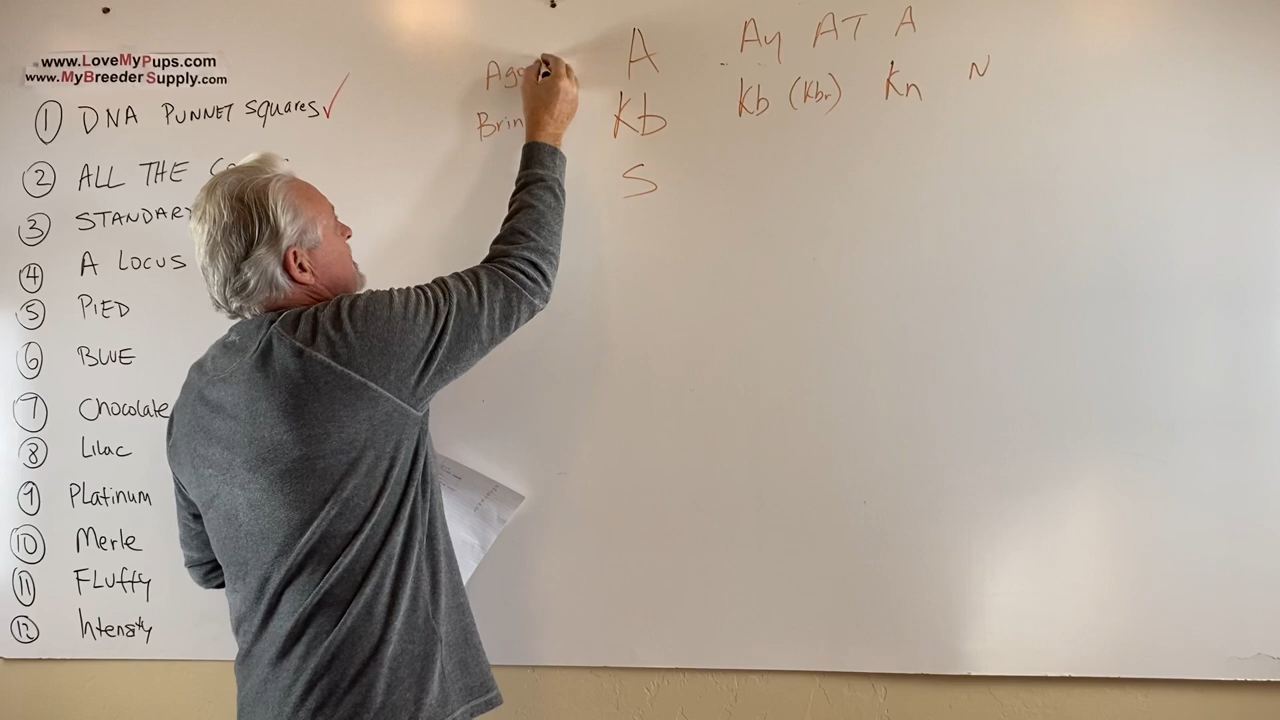 www.LoveMyPups.com
www.MyBreederSupply.com
① DNA PUNNET SQUARES ✓
② ALL THE
③ STANDARD
④ A LOCUS
⑤ PIED
⑥ BLUE
⑦ Chocolate
⑧ Lilac
⑨ Platinum
⑩ Merle
⑪ FLuffy
⑫ Intensity
Ago A Ay AT A
Brin Kb Kb (Kbr) Kn N
S